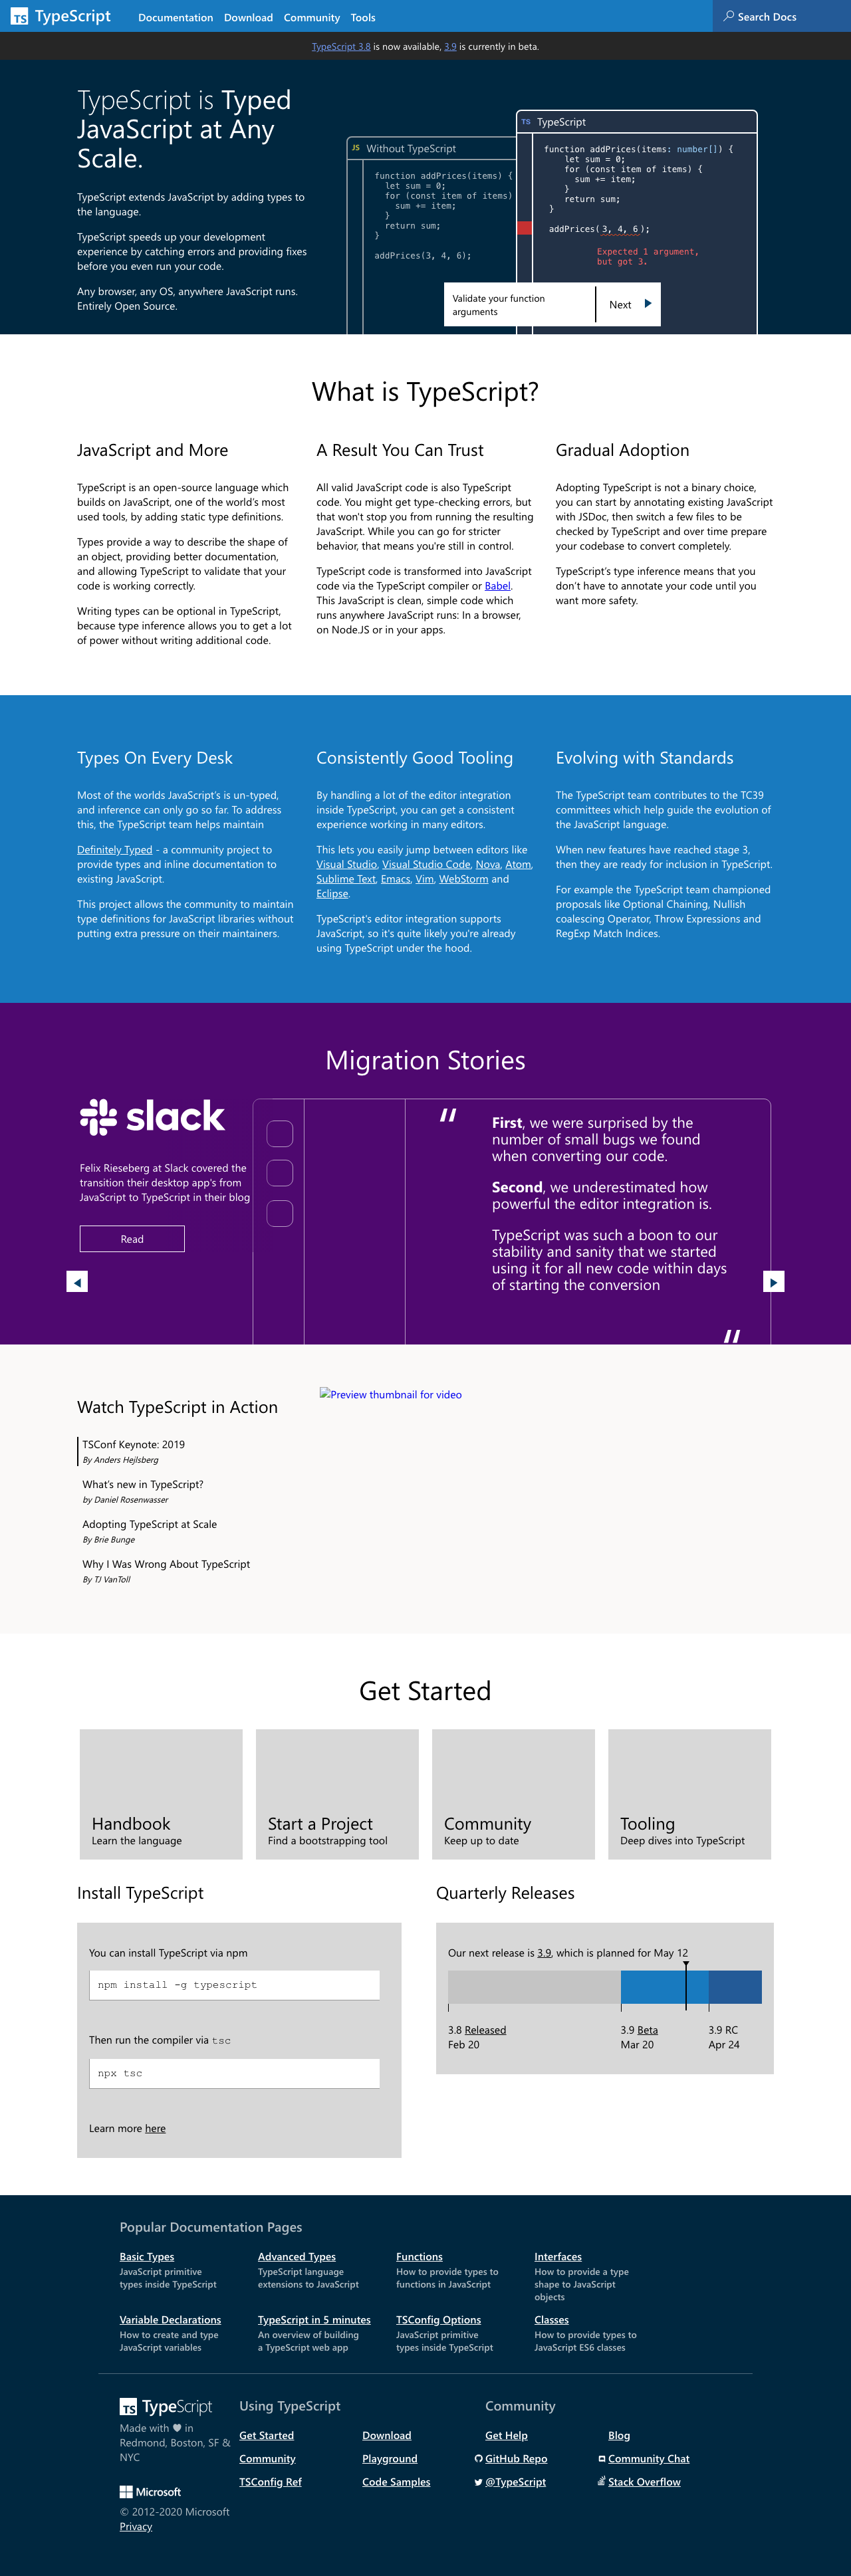 TS TypeScript Documentation Download Community Tools Search Docs
TypeScript 3.8 is now available, 3.9 is currently in beta.
TypeScript is Typed
JavaScript at Any
Scale.
TypeScript extends JavaScript by adding types to
the language.
TypeScript speeds up your development
experience by catching errors and providing fixes
before you even run your code.
Any browser, any OS, anywhere JavaScript runs.
Entirely Open Source.
JS Without TypeScript
function addPrices(items) {
let sum = 0;
for (const item of items)
sum += item;
}
return sum;
}
addPrices(3, 4, 6);
TS TypeScript
function addPrices(items: number[]) {
let sum = 0;
for (const item of items) {
sum += item;
}
return sum;
}
addPrices(3, 4, 6);
Expected 1 argument,
but got 3.
Validate your function
arguments
Next
What is TypeScript?
JavaScript and More
TypeScript is an open-source language which
builds on JavaScript, one of the world's most
used tools, by adding static type definitions.
Types provide a way to describe the shape of
an object, providing better documentation,
and allowing TypeScript to validate that your
code is working correctly.
Writing types can be optional in TypeScript,
because type inference allows you to get a lot
of power without writing additional code.
A Result You Can Trust
All valid JavaScript code is also TypeScript
code. You might get type-checking errors, but
that won't stop you from running the resulting
JavaScript. While you can go for stricter
behavior, that means you're still in control.
TypeScript code is transformed into JavaScript
code via the TypeScript compiler or Babel.
This JavaScript is clean, simple code which
runs anywhere JavaScript runs: In a browser,
on Node.JS or in your apps.
Gradual Adoption
Adopting TypeScript is not a binary choice,
you can start by annotating existing JavaScript
with JSDoc, then switch a few files to be
checked by TypeScript and over time prepare
your codebase to convert completely.
TypeScript's type inference means that you
don't have to annotate your code until you
want more safety.
Types On Every Desk
Most of the worlds JavaScript's is un-typed,
and inference can only go so far. To address
this, the TypeScript team helps maintain
Definitely Typed - a community project to
provide types and inline documentation to
existing JavaScript.
This project allows the community to maintain
type definitions for JavaScript libraries without
putting extra pressure on their maintainers.
Consistently Good Tooling
By handling a lot of the editor integration
inside TypeScript, you can get a consistent
experience working in many editors.
This lets you easily jump between editors like
Visual Studio, Visual Studio Code, Nova, Atom,
Sublime Text, Emacs, Vim, WebStorm and
Eclipse.
TypeScript's editor integration supports
JavaScript, so it's quite likely you're already
using TypeScript under the hood.
Evolving with Standards
The TypeScript team contributes to the TC39
committees which help guide the evolution of
the JavaScript language.
When new features have reached stage 3,
then they are ready for inclusion in TypeScript.
For example the TypeScript team championed
proposals like Optional Chaining, Nullish
coalescing Operator, Throw Expressions and
RegExp Match Indices.
Migration Stories
slack
Felix Rieseberg at Slack covered the
transition their desktop app's from
JavaScript to TypeScript in their blog
Read
"
First, we were surprised by the
number of small bugs we found
when converting our code.
Second, we underestimated how
powerful the editor integration is.
TypeScript was such a boon to our
stability and sanity that we started
using it for all new code within days
of starting the conversion
"
Watch TypeScript in Action
TSConf Keynote: 2019
By Anders Hejlsberg
What's new in TypeScript?
by Daniel Rosenwasser
Adopting TypeScript at Scale
By Brie Bunge
Why I Was Wrong About TypeScript
By TJ VanToll
Preview thumbnail for video
Get Started
Handbook
Learn the language
Start a Project
Find a bootstrapping tool
Community
Keep up to date
Tooling
Deep dives into TypeScript
Install TypeScript
You can install TypeScript via npm
npm install -g typescript
Then run the compiler via tsc
npx tsc
Learn more here
Quarterly Releases
Our next release is 3.9, which is planned for May 12
3.8 Released
Feb 20
3.9 Beta
Mar 20
3.9 RC
Apr 24
Popular Documentation Pages
Basic Types
JavaScript primitive
types inside TypeScript
Advanced Types
TypeScript language
extensions to JavaScript
Functions
How to provide types to
functions in JavaScript
Interfaces
How to provide a type
shape to JavaScript
objects
Variable Declarations
How to create and type
JavaScript variables
TypeScript in 5 minutes
An overview of building
a TypeScript web app
TSConfig Options
JavaScript primitive
types inside TypeScript
Classes
How to provide types to
JavaScript ES6 classes
TS TypeScript
Made with ♥ in
Redmond, Boston, SF &
NYC
Microsoft
© 2012-2020 Microsoft
Privacy
Using TypeScript
Get Started Download
Community Playground
TSConfig Ref Code Samples
Community
Get Help Blog
GitHub Repo Community Chat
@TypeScript Stack Overflow